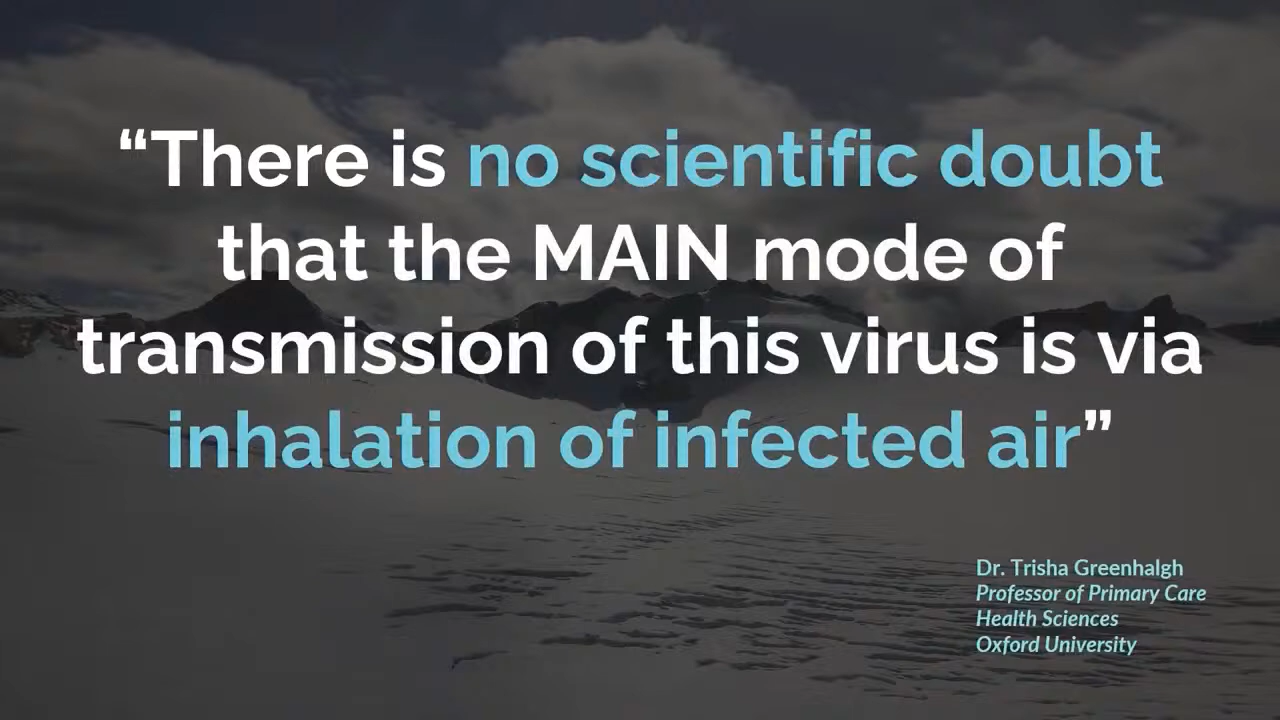 “There is no scientific doubt
that the MAIN mode of
transmission of this virus is via
inhalation of infected air”
Dr. Trisha Greenhalgh
Professor of Primary Care
Health Sciences
Oxford University